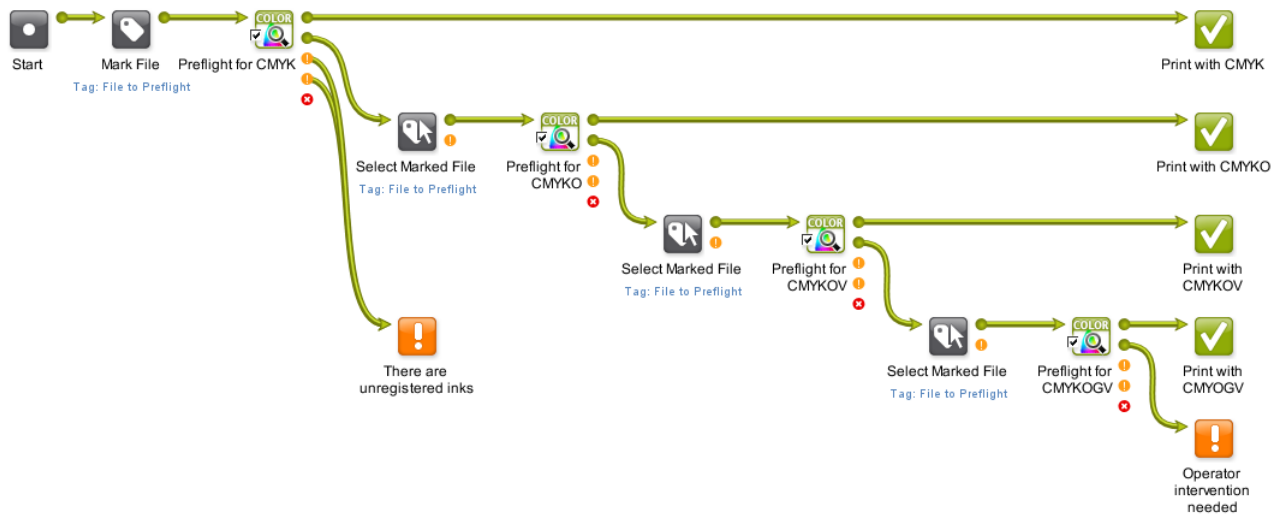 COLOR
Start
Mark File
Preflight for CMYK
Print with CMYK
Tag: File to Preflight
COLOR
Select Marked File
Preflight for
CMYKO
Print with CMYKO
Tag: File to Preflight
COLOR
Select Marked File
Preflight for
CMYKOV
Print with
CMYKOV
Tag: File to Preflight
COLOR
There are
unregistered inks
Select Marked File
Preflight for
CMYKOGV
Print with
CMYOGV
Tag: File to Preflight
Operator
intervention
needed